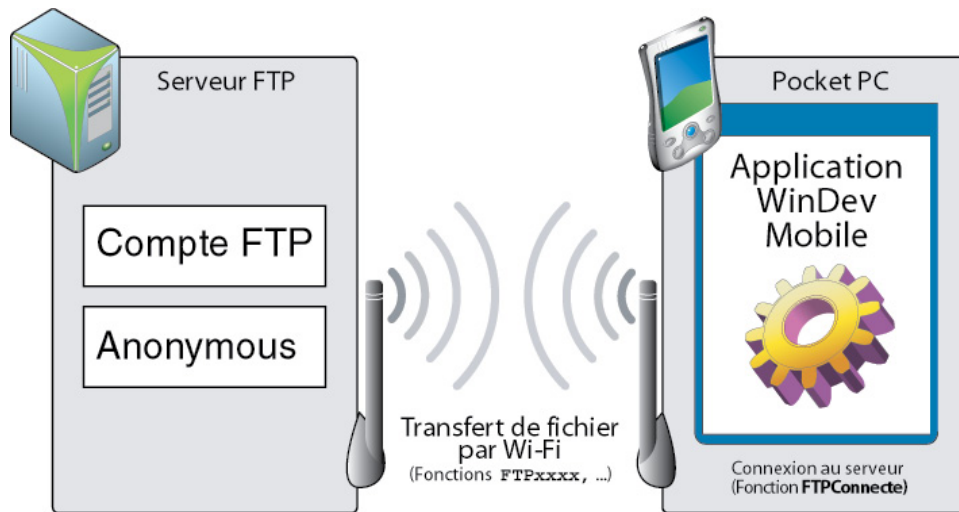 Serveur FTP
Compte FTP
Anonymous
Transfert de fichier
par Wi-Fi
(Fonctions FTPxxxx, ...)
Pocket PC
Application
WinDev
Mobile
Connexion au serveur
(Fonction FTPConnecte)